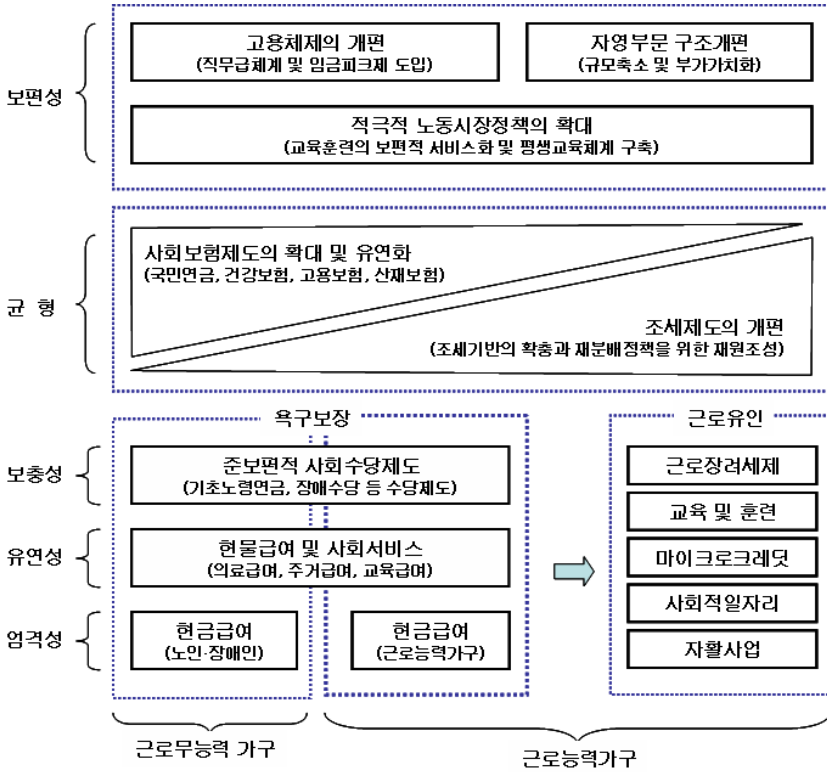 고용체제의 개편
(직무급체계 및 임금피크제 도입)
자영부문 구조개편
(규모축소 및 부가가치화)
보편성
적극적 노동시장정책의 확대
(교육훈련의 보편적 서비스화 및 평생교육체계 구축)
사회보험제도의 확대 및 유연화
(국민연금, 건강보험, 고용보험, 산재보험)
균 형
조세제도의 개편
(조세기반의 확충과 재분배정책을 위한 재원조성)
욕구보장
근로유인
보충성
준보편적 사회수당제도
(기초노령연금, 장애수당 등 수당제도)
근로장려세제
교육 및 훈련
유연성
현물급여 및 사회서비스
(의료급여, 주거급여, 교육급여)
마이크로크레딧
사회적일자리
엄격성
현금급여
(노인·장애인)
현금급여
(근로능력가구)
자활사업
근로무능력 가구
근로능력가구